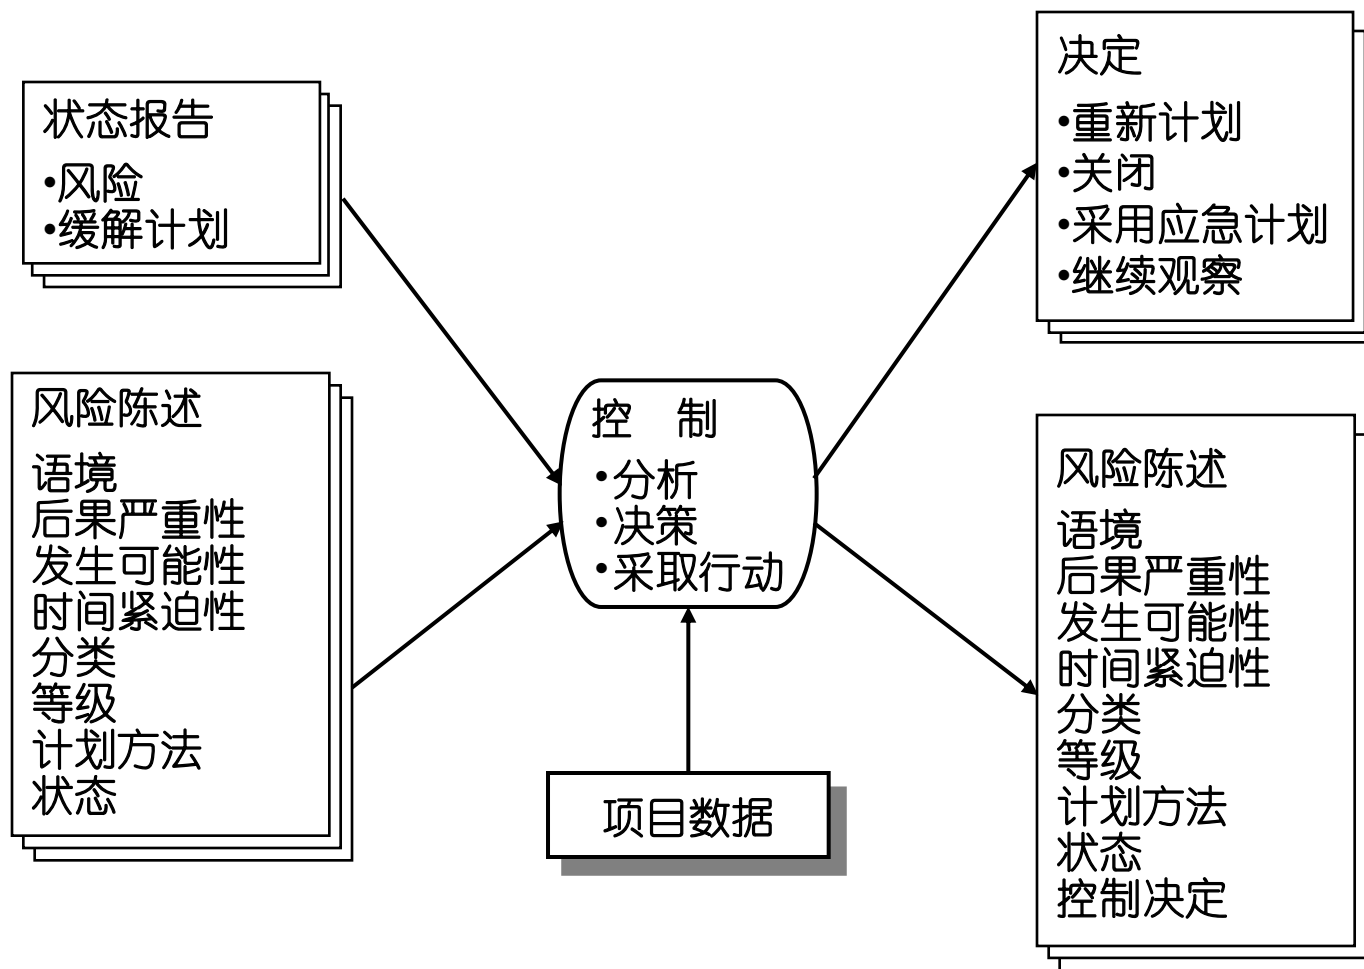 状态报告
•风险
•缓解计划
风险陈述
语境
后果严重性
发生可能性
时间紧迫性
分类
等级
计划方法
状态
控 制
•分析
•决策
•采取行动
项目数据
决定
•重新计划
•关闭
•采用应急计划
•继续观察
风险陈述
语境
后果严重性
发生可能性
时间紧迫性
分类
等级
计划方法
状态
控制决定